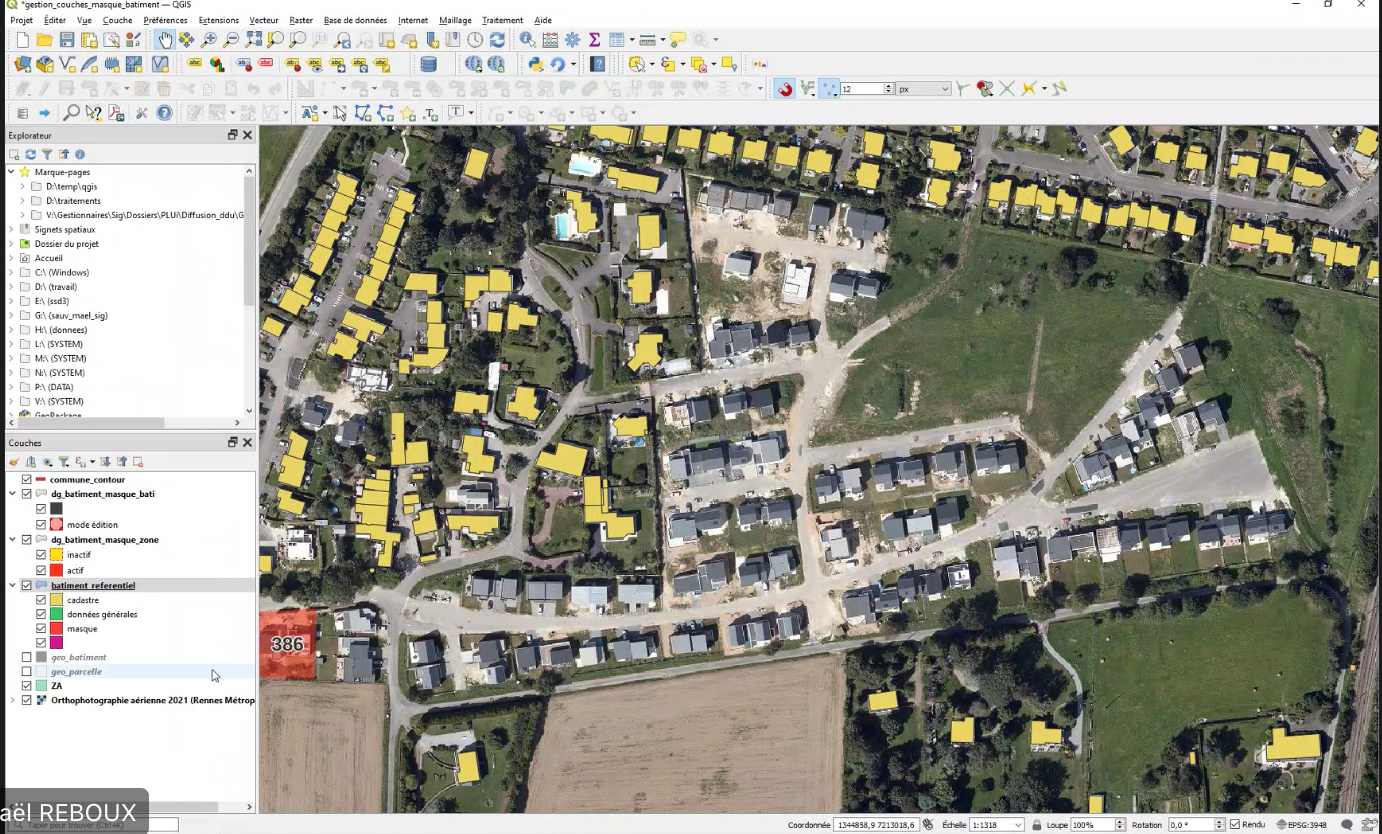 *gestion_couches_masque_batiment — QGIS
Projet Éditer Vue Couche Préférences Extensions Vecteur Raster Base de données Internet Maillage Traitement Aide
12 px
Explorateur
Marque-pages
D:\temp\qgis
D:\traitements
V:\Gestionnaires\Sig\Dossiers\PLUi\Diffusion_ddu\G
Signets spatiaux
Dossier du projet
Accueil
C:\ (Windows)
D:\ (travail)
E:\ (ssd3)
G:\ (sauv_mael_sig)
H:\ (donnees)
L:\ (SYSTEM)
M:\ (SYSTEM)
N:\ (SYSTEM)
P:\ (DATA)
V:\ (SYSTEM)
GeoPackage
Couches
commune_contour
dg_batiment_masque_bati
mode édition
dg_batiment_masque_zone
inactif
actif
batiment_referentiel
cadastre
données générales
masque
geo_batiment
geo_parcelle
ZA
Orthophotographie aérienne 2021 (Rennes Métrop
386
aël REBOUX
Taper pour trouver (Ctrl+K)
Coordonnée 1344858,9 7213018,6 Échelle 1:1318 Loupe 100% Rotation 0,0 ° Rendu EPSG:3948